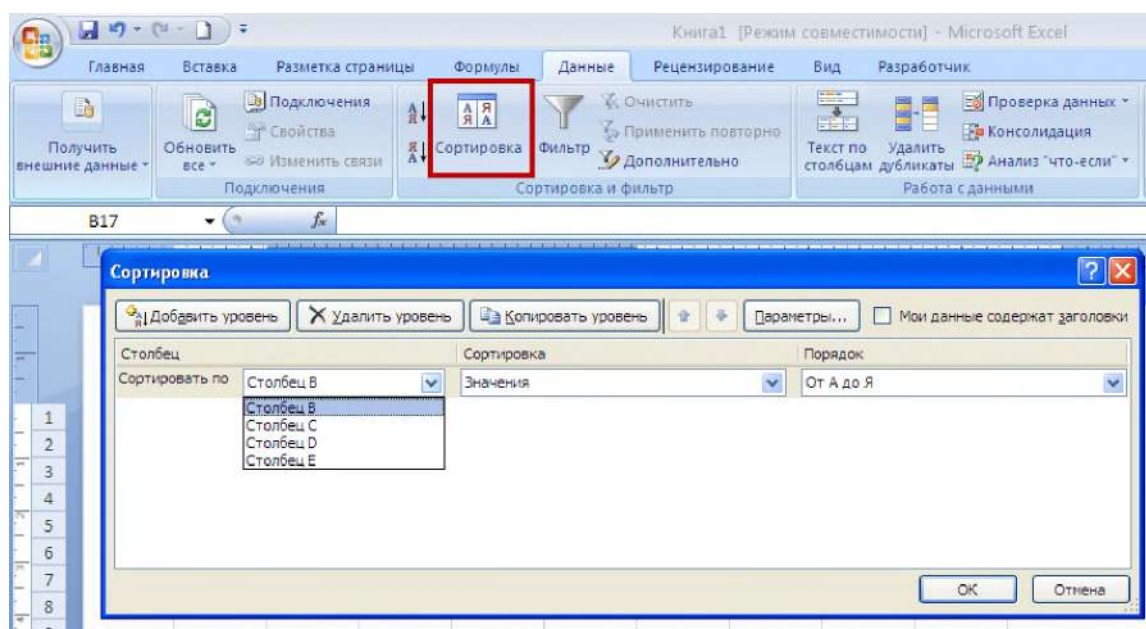 Книга1 [Режим совместимости] - Microsoft Excel
Главная Вставка Разметка страницы Формулы Данные Рецензирование Вид Разработчик
Получить внешние данные
Обновить все
Подключения
Свойства
Изменить связи
Подключения
А Я
Я А
А Я
Я А
Сортировка
Фильтр
Очистить
Применить повторно
Дополнительно
Сортировка и фильтр
Текст по столбцам
Удалить дубликаты
Проверка данных
Консолидация
Анализ "что-если"
Работа с данными
B17 fx
Сортировка ?
Добавить уровень Удалить уровень Копировать уровень Параметры... Мои данные содержат заголовки
Столбец Сортировка Порядок
Сортировать по Столбец B Значения От А до Я
Столбец B
Столбец C
Столбец D
Столбец E
1
2
3
4
5
6
7
8
ОК Отмена